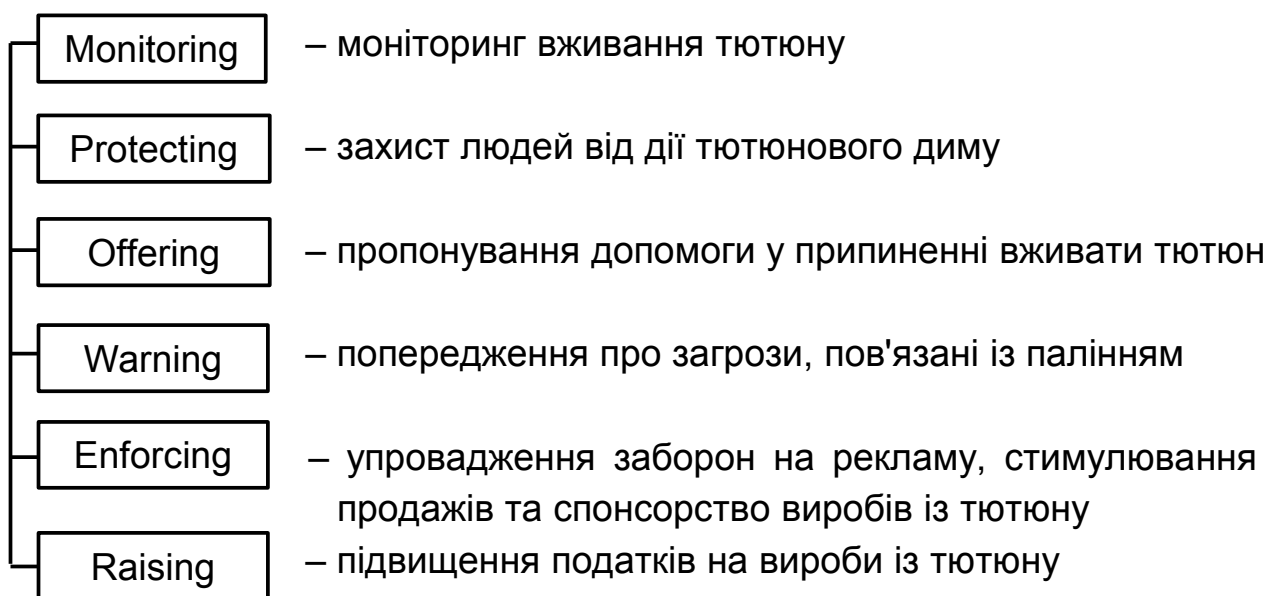 Monitoring – моніторинг вживання тютюну
Protecting – захист людей від дії тютюнового диму
Offering – пропонування допомоги у припиненні вживати тютюн
Warning – попередження про загрози, пов'язані із палінням
Enforcing – упровадження заборон на рекламу, стимулювання
продажів та спонсорство виробів із тютюну
Raising – підвищення податків на вироби із тютюну